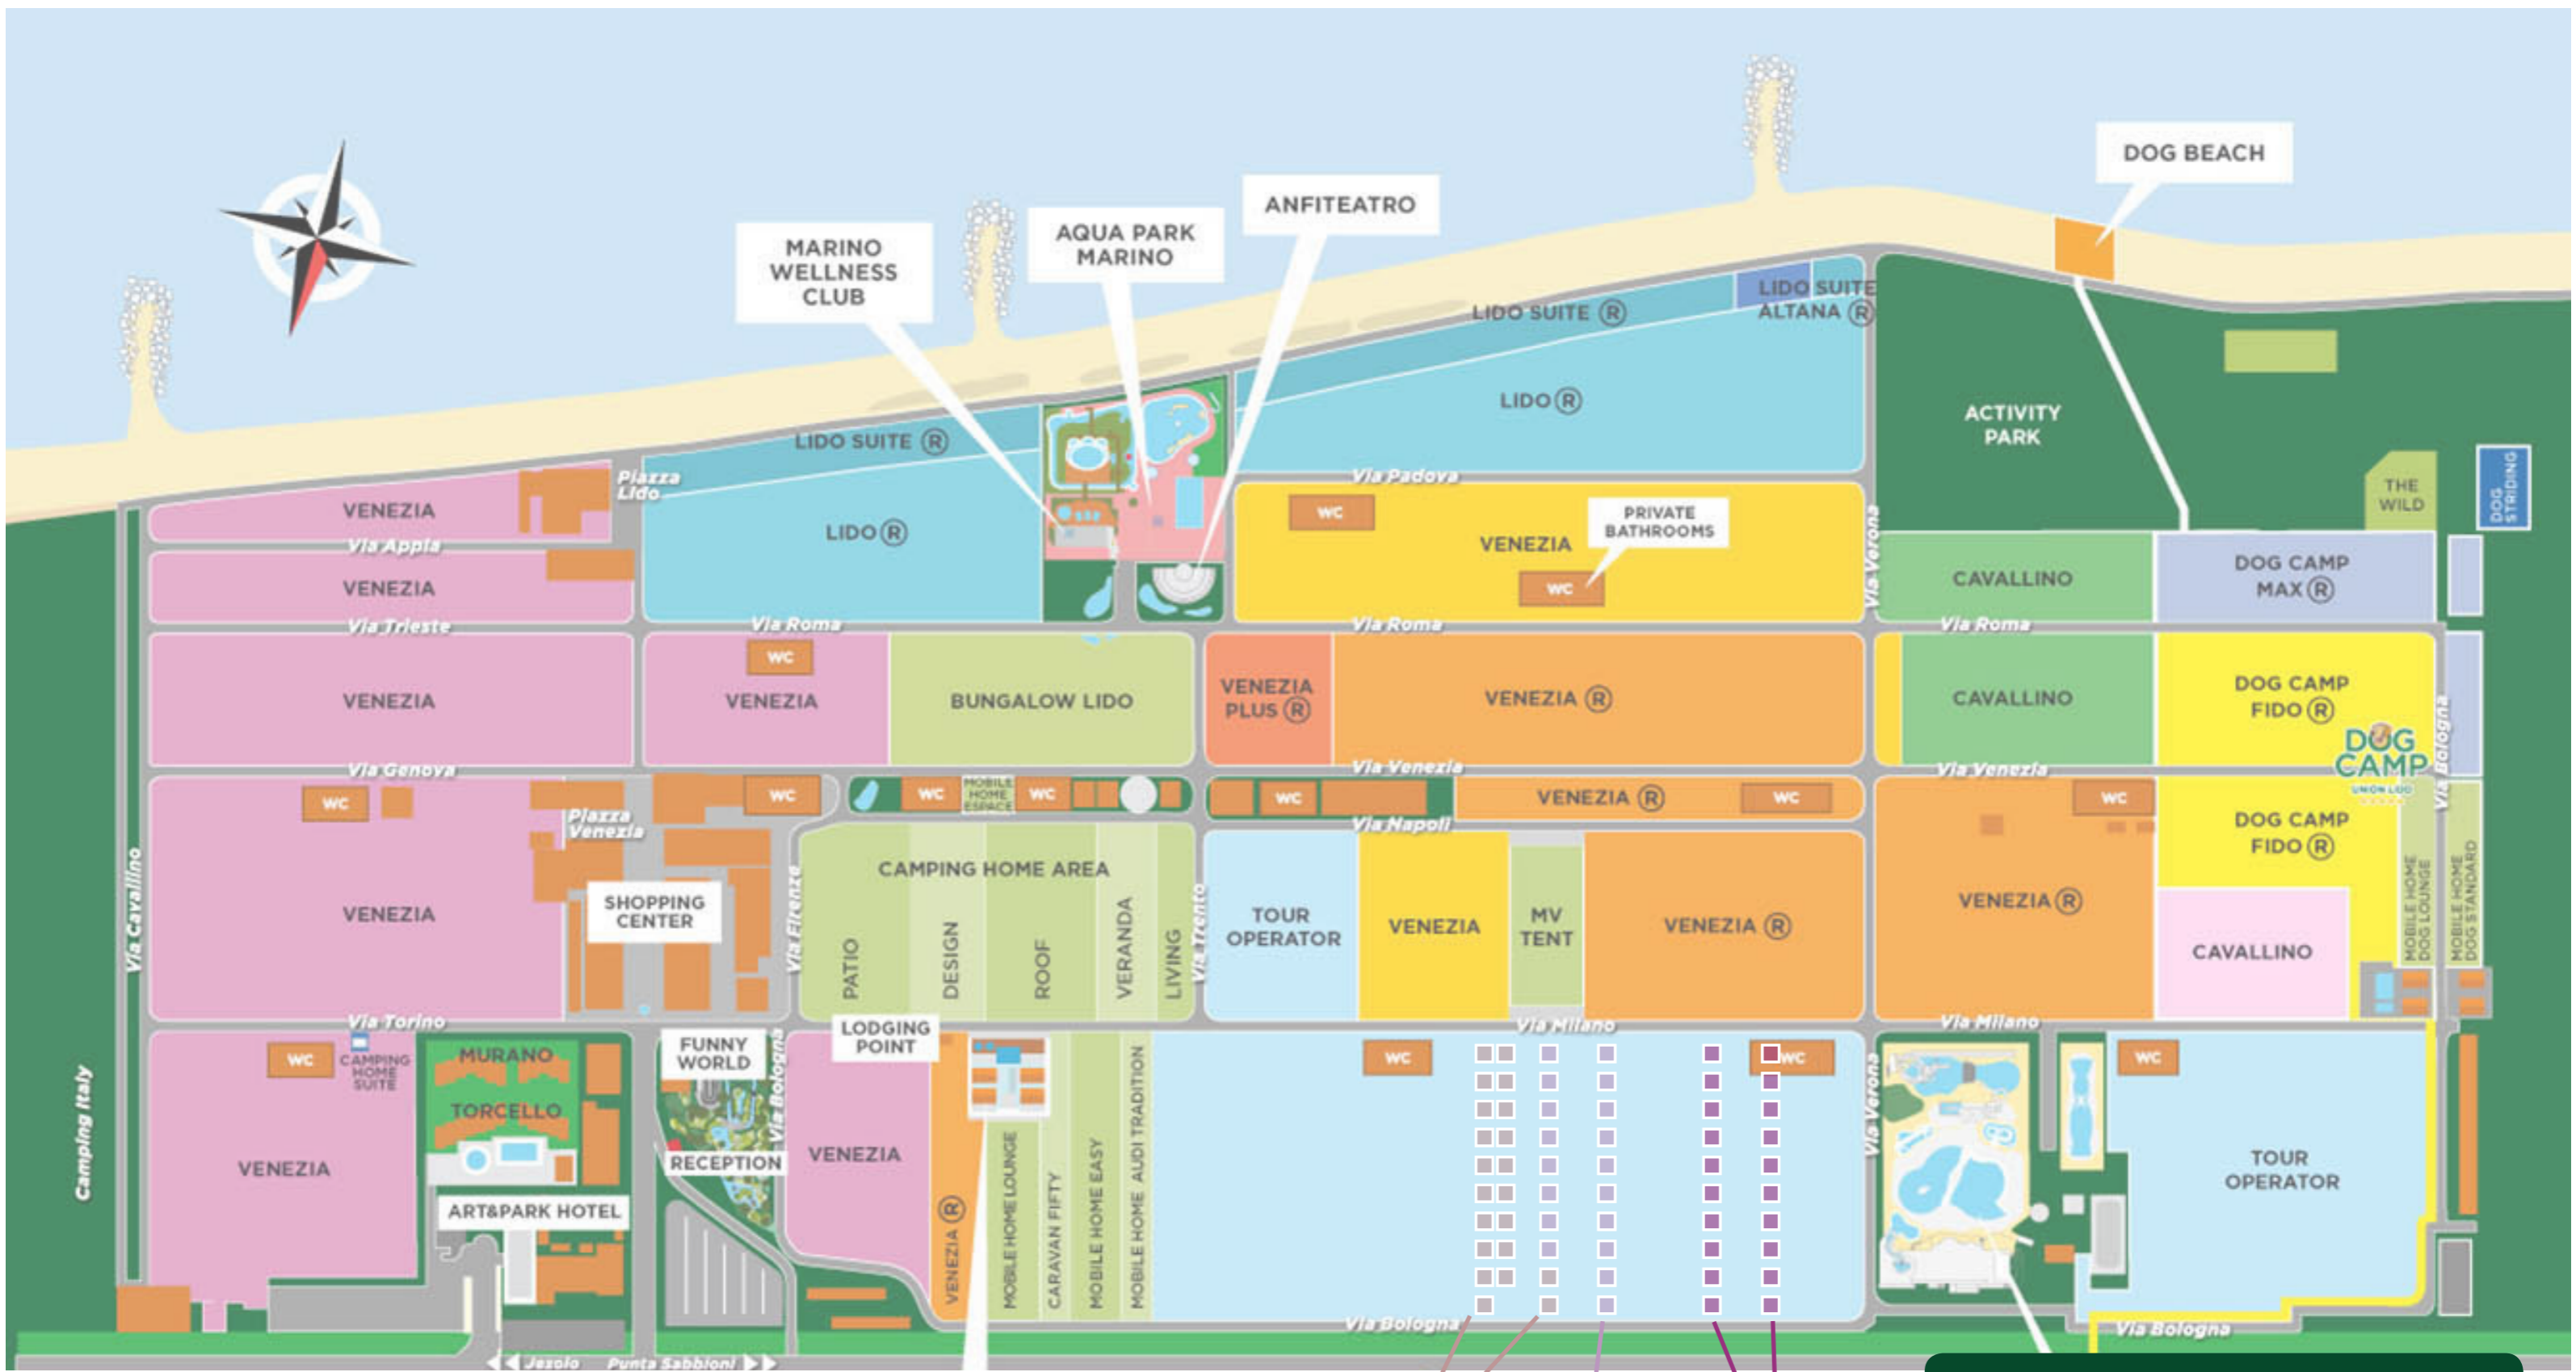 DOG BEACH
ANFITEATRO
AQUA PARK
MARINO
MARINO
WELLNESS
CLUB
LIDO SUITE
ALTANA R
LIDO SUITE R
LIDO R
ACTIVITY
PARK
LIDO SUITE R
Piazza
Lido
Via Padova
THE
WILD
DOG
STRIDING
VENEZIA
LIDO R
WC
PRIVATE
BATHROOMS
VENEZIA
WC
Via Verona
Via Appia
VENEZIA
CAVALLINO
DOG CAMP
MAX R
Via Trieste
Via Roma
Via Roma
Via Roma
WC
VENEZIA
VENEZIA
BUNGALOW LIDO
VENEZIA
PLUS R
VENEZIA R
CAVALLINO
DOG CAMP
FIDO R
DOG
CAMP
UNION LIDO
Via Bologna
Via Genova
Via Venezia
Via Venezia
WC
Piazza
Venezia
WC
WC
MOBILE
HOME
ESPACE
WC
WC
VENEZIA R
WC
WC
Via Napoli
DOG CAMP
FIDO R
VENEZIA
Via Cavallino
SHOPPING
CENTER
Via Firenze
CAMPING HOME AREA
PATIO
DESIGN
ROOF
VERANDA
LIVING
Via Trento
TOUR
OPERATOR
VENEZIA
MV
TENT
VENEZIA R
VENEZIA R
CAVALLINO
MOBILE HOME
DOG LOUNGE
MOBILE HOME
DOG STANDARD
Via Torino
Via Milano
Via Milano
WC
CAMPING
HOME
SUITE
MURANO
TORCELLO
FUNNY
WORLD
Via Bologna
LODGING
POINT
WC
WC
Via Verona
WC
Camping Italy
VENEZIA
RECEPTION
VENEZIA
VENEZIA R
MOBILE HOME LOUNGE
CARAVAN FIFTY
MOBILE HOME EASY
MOBILE HOME AUDI TRADITION
TOUR
OPERATOR
ART&PARK HOTEL
Via Bologna
Via Bologna
Jesolo
Punta Sabbioni